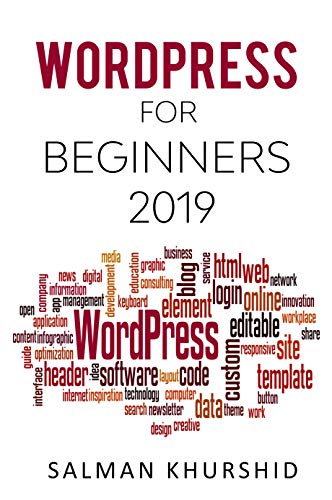 WORDPRESS
FOR
BEGINNERS
2019
business
media
graphic
service
news
digital
education
consulting
blog
html
web
network
company
information
app
management
development
keyboard
element
login
online
innovation
open
application
workplace
content
infographic
WordPress
editable
share
guide
optimization
responsive
site
interface
header
idea
software
layout
code
custom
template
internet
inspiration
technology
computer
search
newsletter
data
theme
button
design
creative
work
SALMAN KHURSHID